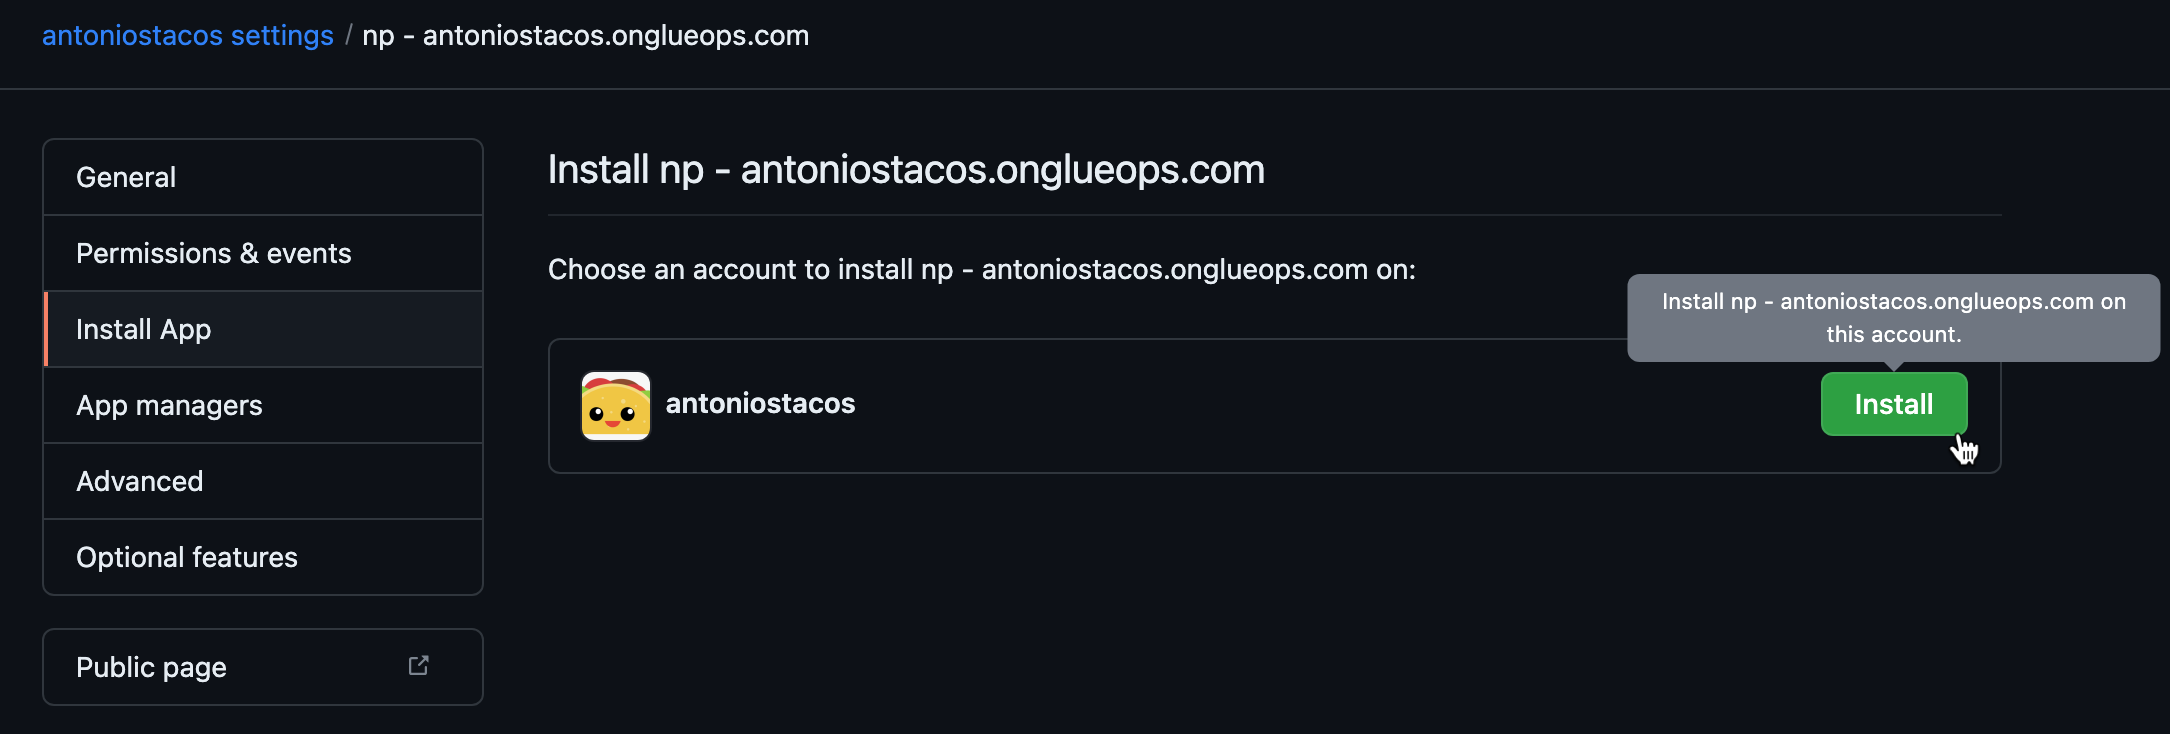 antoniostacos settings / np - antoniostacos.onglueops.com
General
Permissions & events
Install App
App managers
Advanced
Optional features
Public page
Install np - antoniostacos.onglueops.com
Choose an account to install np - antoniostacos.onglueops.com on:
Install np - antoniostacos.onglueops.com on
this account.
antoniostacos
Install